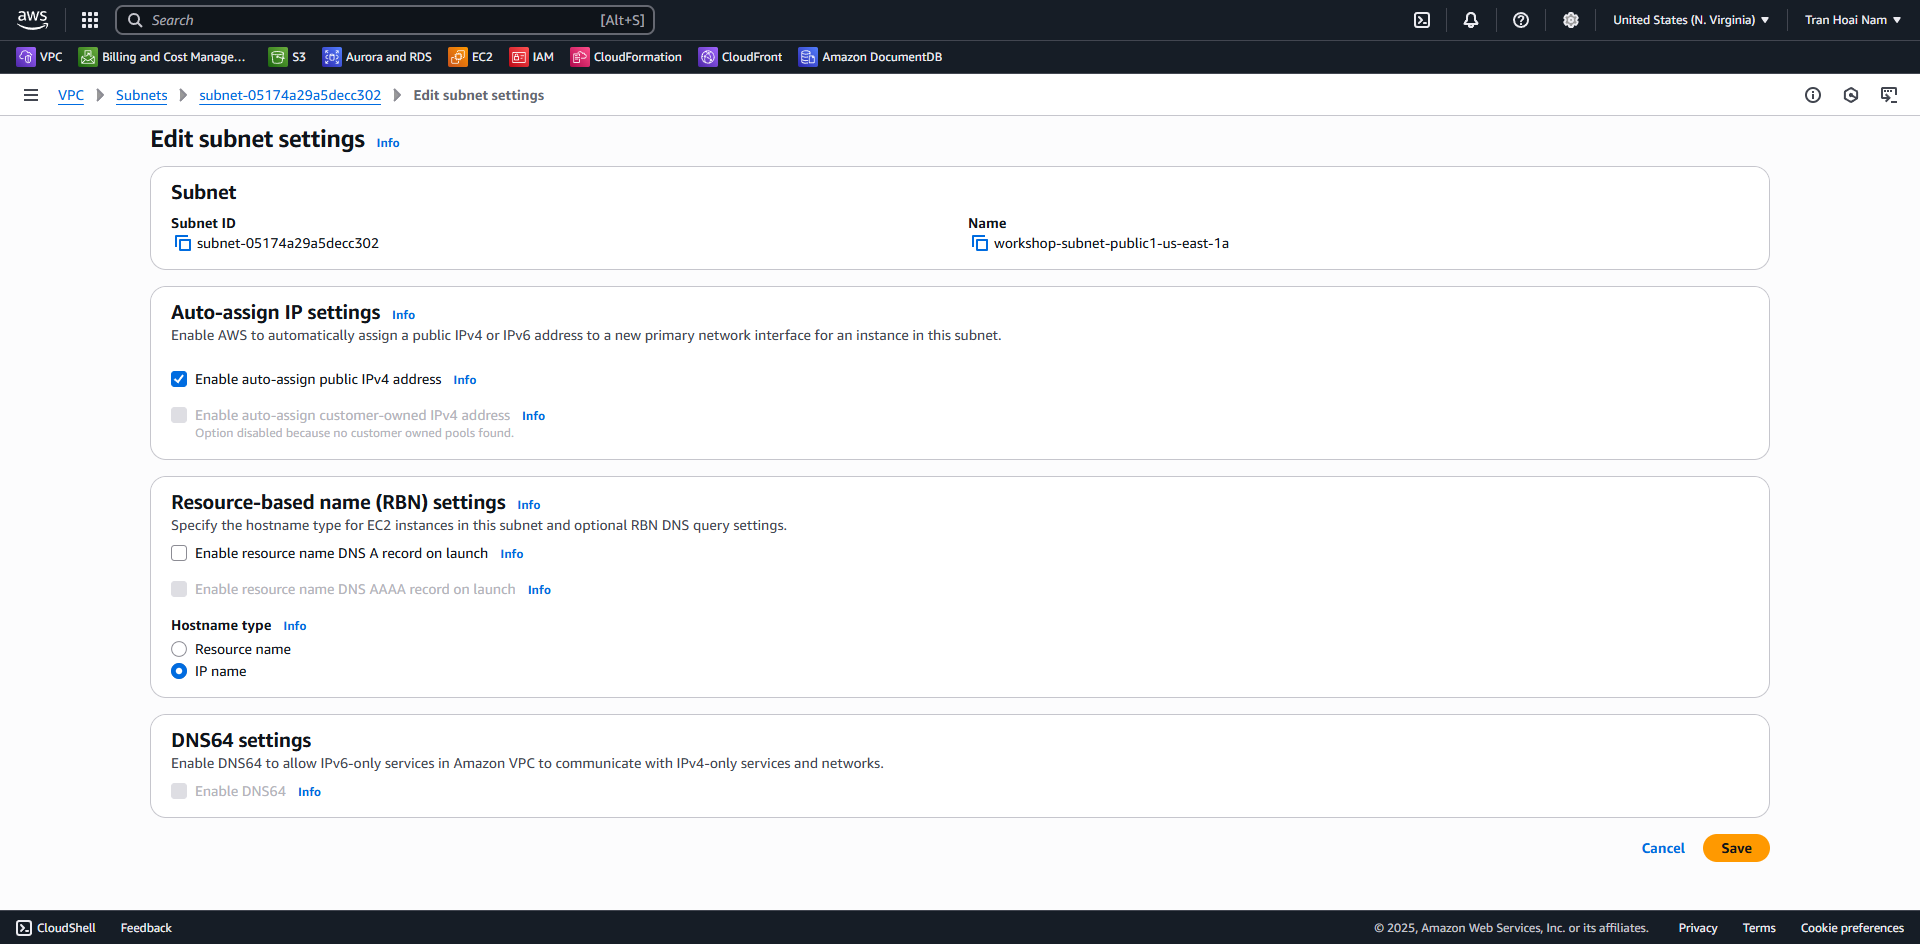 aws
Search [Alt+S]
United States (N. Virginia) ▼
Tran Hoai Nam ▼
VPC
Billing and Cost Manage...
S3
Aurora and RDS
EC2
IAM
CloudFormation
CloudFront
Amazon DocumentDB
VPC
Subnets
subnet-05174a29a5decc302
Edit subnet settings
Edit subnet settings Info
Subnet
Subnet ID
subnet-05174a29a5decc302
Name
workshop-subnet-public1-us-east-1a
Auto-assign IP settings Info
Enable AWS to automatically assign a public IPv4 or IPv6 address to a new primary network interface for an instance in this subnet.
Enable auto-assign public IPv4 address Info
Enable auto-assign customer-owned IPv4 address Info
Option disabled because no customer owned pools found.
Resource-based name (RBN) settings Info
Specify the hostname type for EC2 instances in this subnet and optional RBN DNS query settings.
Enable resource name DNS A record on launch Info
Enable resource name DNS AAAA record on launch Info
Hostname type Info
Resource name
IP name
DNS64 settings
Enable DNS64 to allow IPv6-only services in Amazon VPC to communicate with IPv4-only services and networks.
Enable DNS64 Info
Cancel
Save
CloudShell
Feedback
© 2025, Amazon Web Services, Inc. or its affiliates.
Privacy
Terms
Cookie preferences